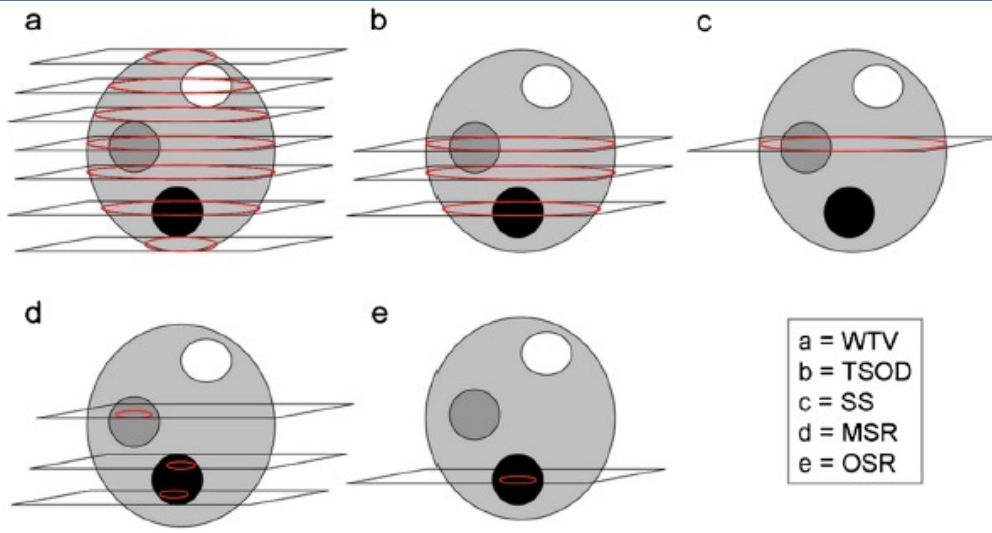 a
b
c
d
e
a = WTV
b = TSOD
c = SS
d = MSR
e = OSR